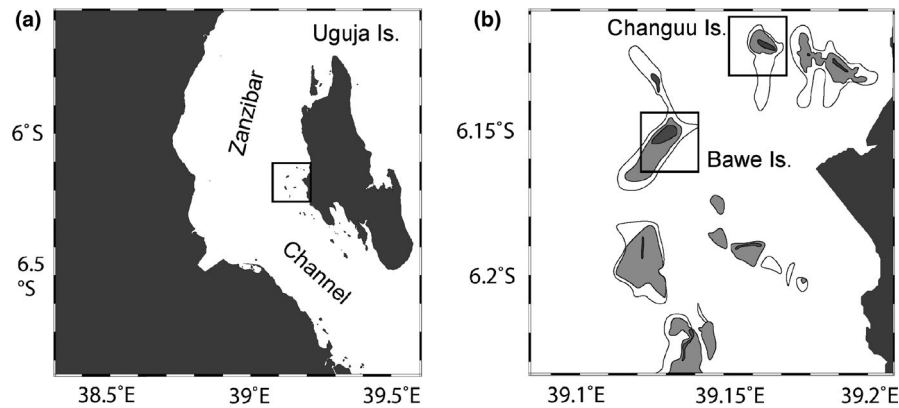 (a)
Uguja Is.
Zanzibar
Channel
6˚S
6.5
˚S
38.5˚E
39˚E
39.5˚E
(b)
Changuu Is.
Bawe Is.
6.15˚S
6.2˚S
39.1˚E
39.15˚E
39.2˚E